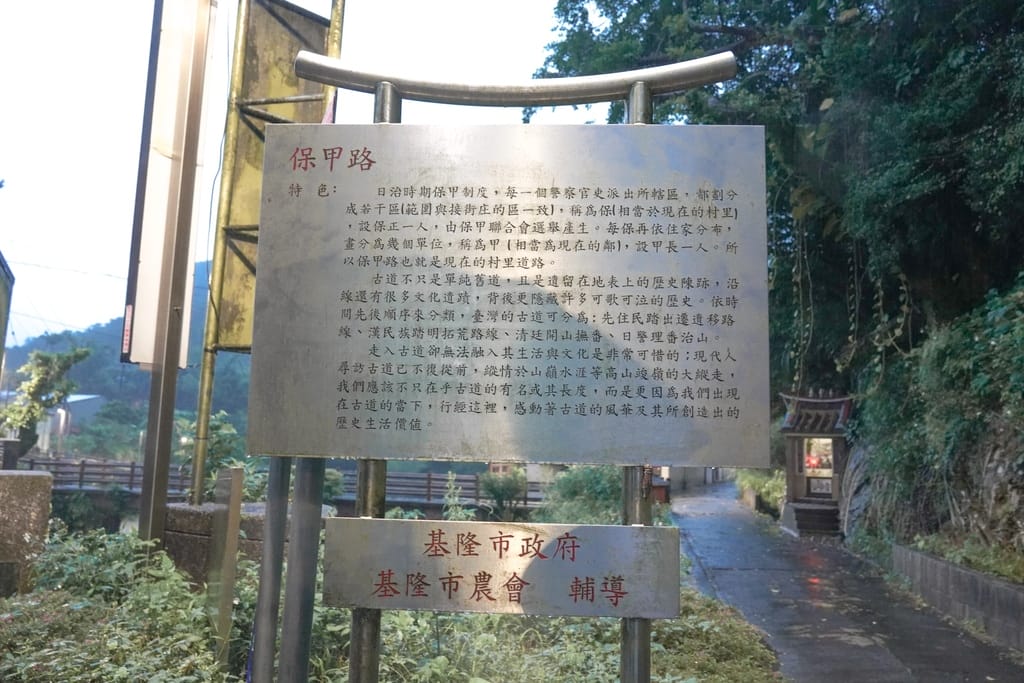 保甲路
特色： 日治時期保甲制度，每一個警察官吏派出所轄區，都劃分
成若干區(範圍與接街庄的區一致)，稱為保(相當於現在的村里)
，設保正一人，由保甲聯合會選舉產生。每保再依住家分布，
畫分為幾個單位，稱為甲(相當為現在的鄰)，設甲長一人。所
以保甲路也就是現在的村里道路。
古道不只是單純舊道，且是遺留在地表上的歷史陳跡，沿
線還有很多文化遺蹟，背後更隱藏許多可歌可泣的歷史。依時
間先後順序來分類，臺灣的古道可分為：先住民踏出遷遺移路
線、漢民族踏明拓荒路線、清廷開山撫番、日警理番治山。
走入古道卻無法融入其生活與文化是非常可惜的；現代人
尋訪古道已不復從前，縱情於山巔水涯等高山峻嶺的大縱走，
我們應該不只在乎古道的有名或其長度，而是更因為我們出現
在古道的當下，行經這裡，感動著古道的風華及其所創造出的
歷史生活價值。
基隆市政府
基隆市農會 輔導